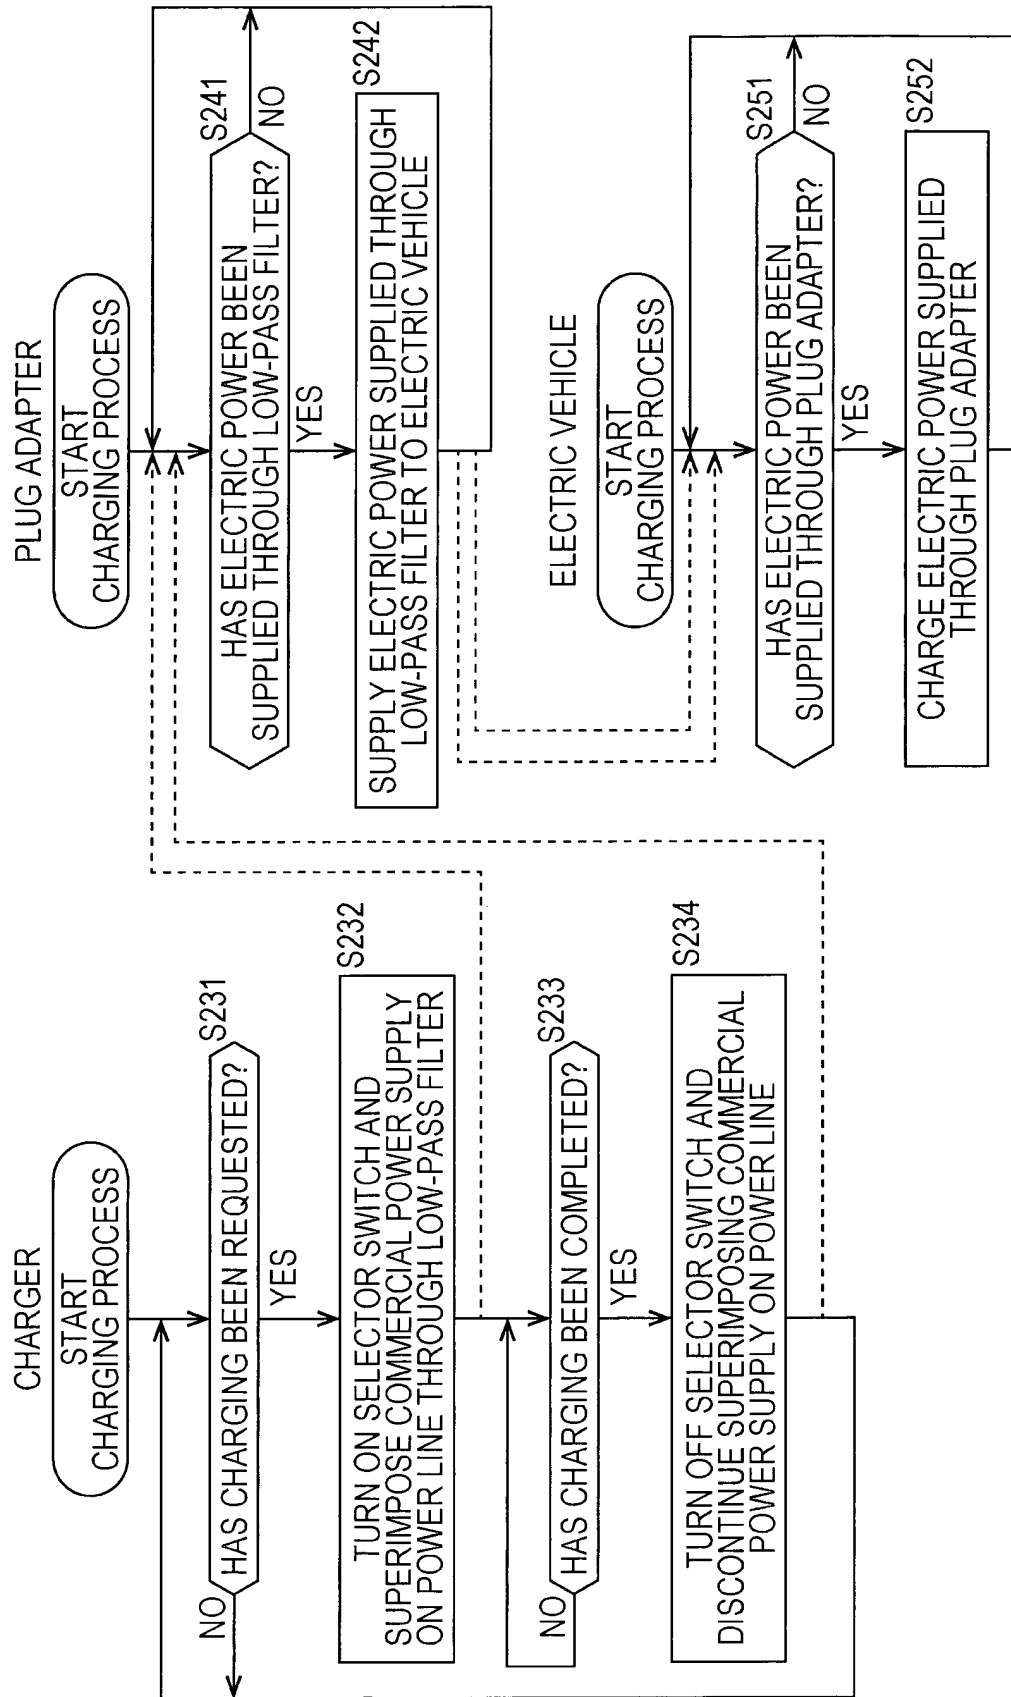 CHARGER
START
CHARGING PROCESS
S231
HAS CHARGING BEEN REQUESTED?
NO
YES
S232
TURN ON SELECTOR SWITCH AND
SUPERIMPOSE COMMERCIAL POWER SUPPLY
ON POWER LINE THROUGH LOW-PASS FILTER
S233
HAS CHARGING BEEN COMPLETED?
NO
YES
S234
TURN OFF SELECTOR SWITCH AND
DISCONTINUE SUPERIMPOSING COMMERCIAL
POWER SUPPLY ON POWER LINE
PLUG ADAPTER
START
CHARGING PROCESS
S241
HAS ELECTRIC POWER BEEN
SUPPLIED THROUGH LOW-PASS FILTER?
NO
YES
S242
SUPPLY ELECTRIC POWER SUPPLIED THROUGH
LOW-PASS FILTER TO ELECTRIC VEHICLE
ELECTRIC VEHICLE
START
CHARGING PROCESS
S251
HAS ELECTRIC POWER BEEN
SUPPLIED THROUGH PLUG ADAPTER?
NO
YES
S252
CHARGE ELECTRIC POWER SUPPLIED
THROUGH PLUG ADAPTER